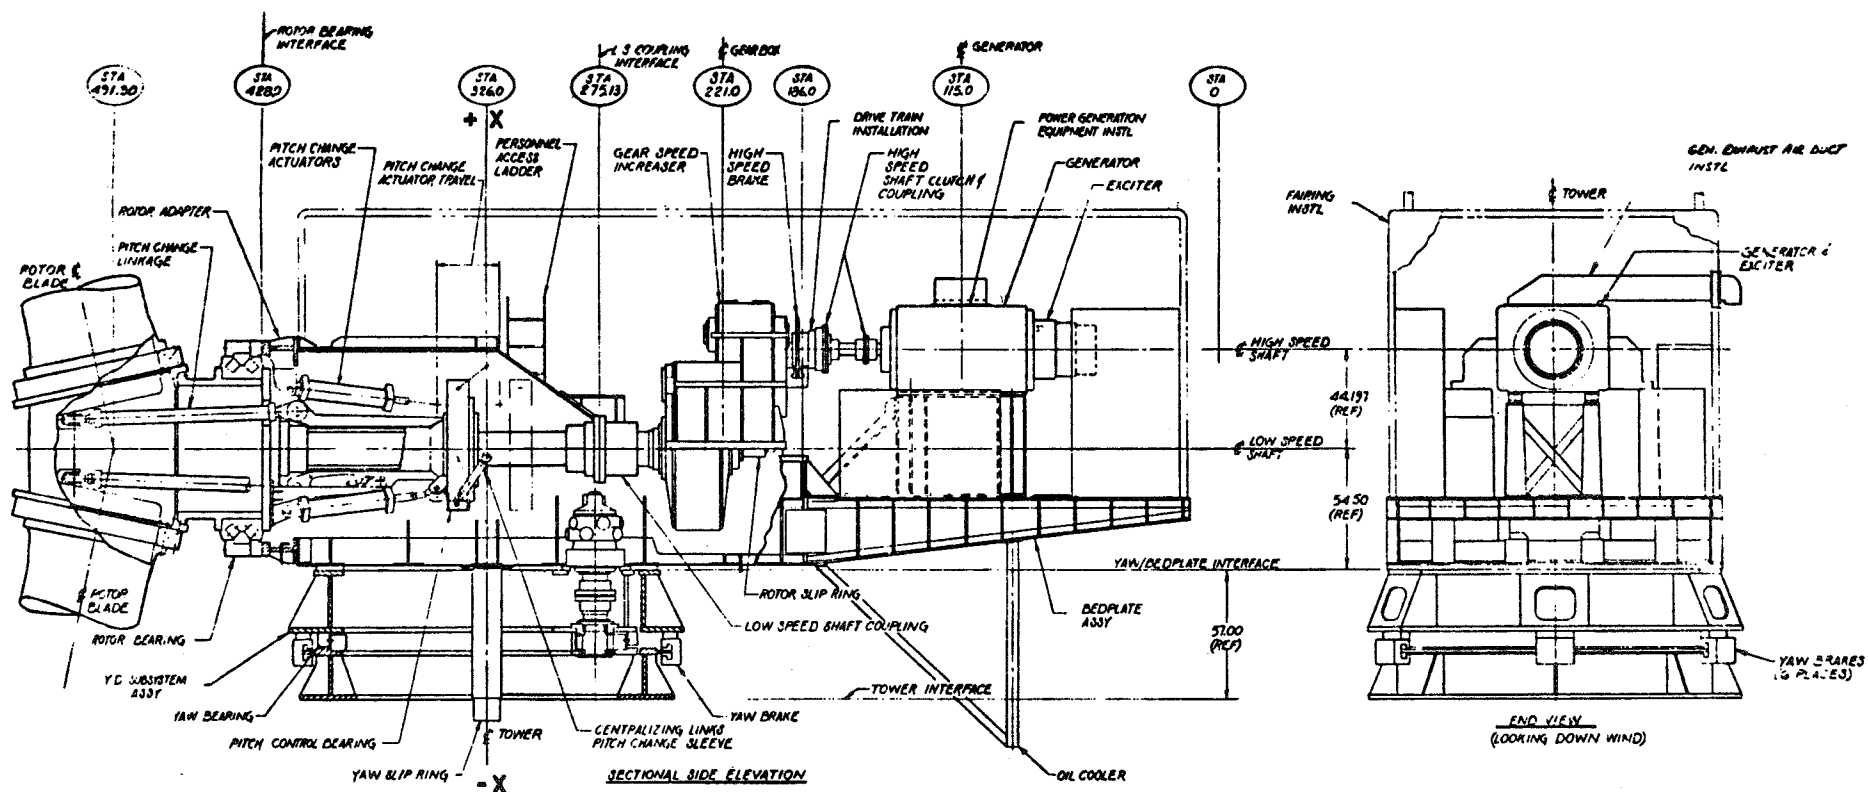 ROTOR BEARING
INTERFACE
L S COUPLING
INTERFACE
℄ GEARBOX
℄ GENERATOR
STA
491.50
STA
428.0
STA
326.0
STA
275.13
STA
221.0
STA
186.0
STA
115.0
STA
0
+ X
PITCH CHANGE
ACTUATORS
PITCH CHANGE
ACTUATOR TRAVEL
PERSONNEL
ACCESS
LADDER
GEAR SPEED
INCREASER
HIGH
SPEED
BRAKE
DRIVE TRAIN
INSTALLATION
HIGH
SPEED
SHAFT CLUTCH &
COUPLING
POWER GENERATION
EQUIPMENT INSTL
GENERATOR
EXCITER
GEN. EXHAUST AIR DUCT
INSTL
FAIRING
INSTL
℄ TOWER
GENERATOR &
EXCITER
ROTOR ADAPTER
PITCH CHANGE
LINKAGE
ROTOR ℄
BLADE
℄ HIGH SPEED
SHAFT
44.197
(REF)
℄ LOW SPEED
SHAFT
54.50
(REF)
YAW/BEDPLATE INTERFACE
57.00
(REF)
℄ ROTOR
BLADE
ROTOR BEARING
ROTOR SLIP RING
BEDPLATE
ASSY
LOW SPEED SHAFT COUPLING
Y.D. SUBSYSTEM
ASSY
TOWER INTERFACE
YAW BRAKES
(6 PLACES)
YAW BEARING
YAW BRAKE
PITCH CONTROL BEARING
℄ TOWER
CENTRALIZING LINKS
PITCH CHANGE SLEEVE
END VIEW
(LOOKING DOWN WIND)
YAW SLIP RING
- X
SECTIONAL SIDE ELEVATION
OIL COOLER